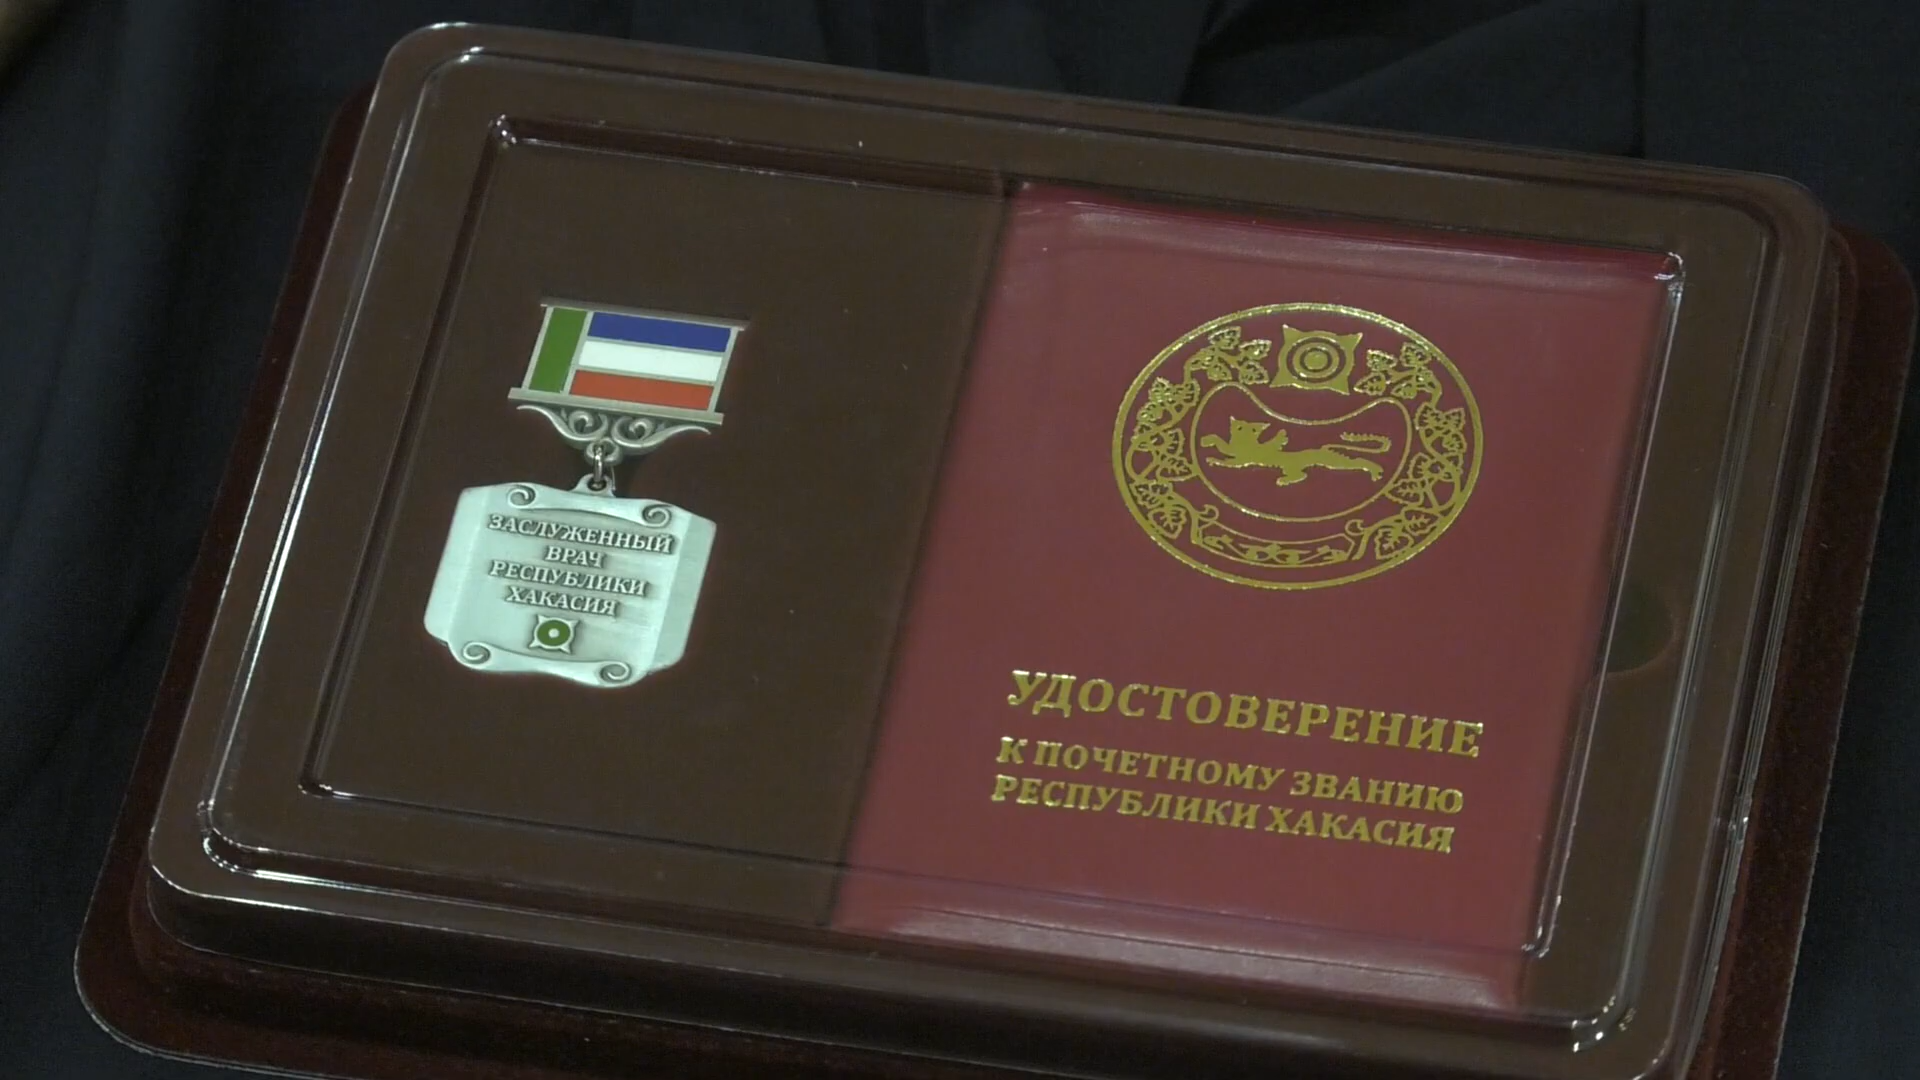 ЗАСЛУЖЕННЫЙ
ВРАЧ
РЕСПУБЛИКИ
ХАКАСИЯ
УДОСТОВЕРЕНИЕ
К ПОЧЕТНОМУ ЗВАНИЮ
РЕСПУБЛИКИ ХАКАСИЯ